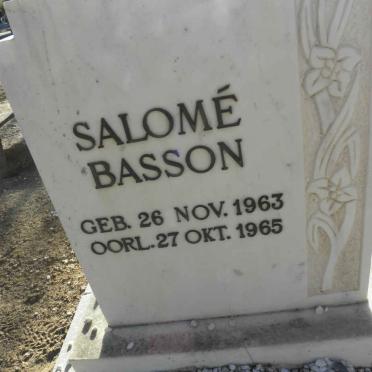 SALOMÉ
BASSON
GEB. 26 NOV. 1963
OORL. 27 OKT. 1965